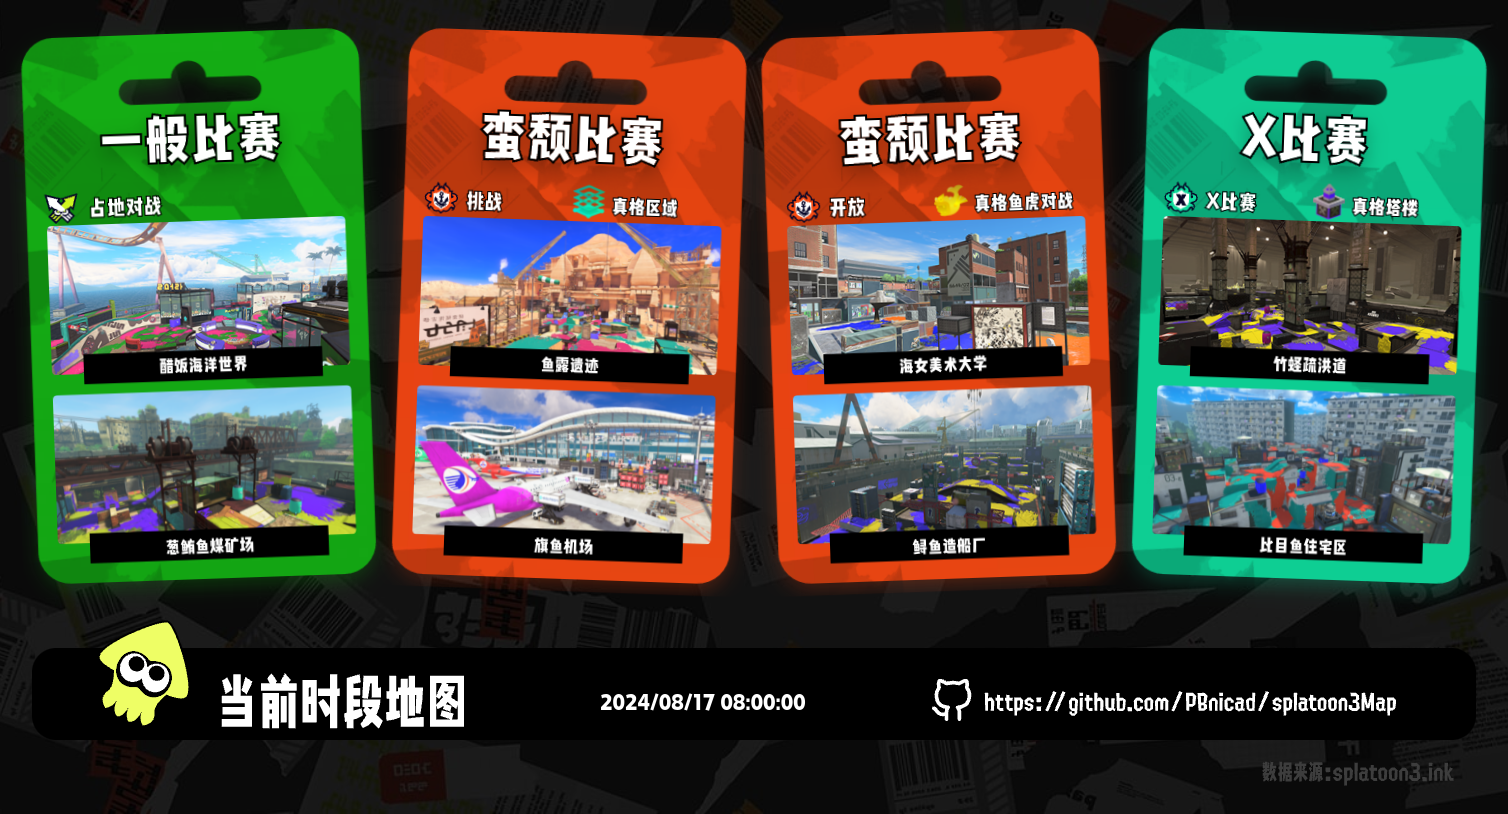 一般比赛
占地对战
醋饭海洋世界
葱鲔鱼煤矿场
蛮颓比赛
挑战
真格区域
鱼露遗迹
旗鱼机场
蛮颓比赛
开放
真格鱼虎对战
海女美术大学
鲟鱼造船厂
X比赛
X比赛
真格塔楼
竹蛏疏洪道
比目鱼住宅区
当前时段地图
2024/08/17 08:00:00
https://github.com/PBnicad/splatoon3Map
数据来源:splatoon3.ink